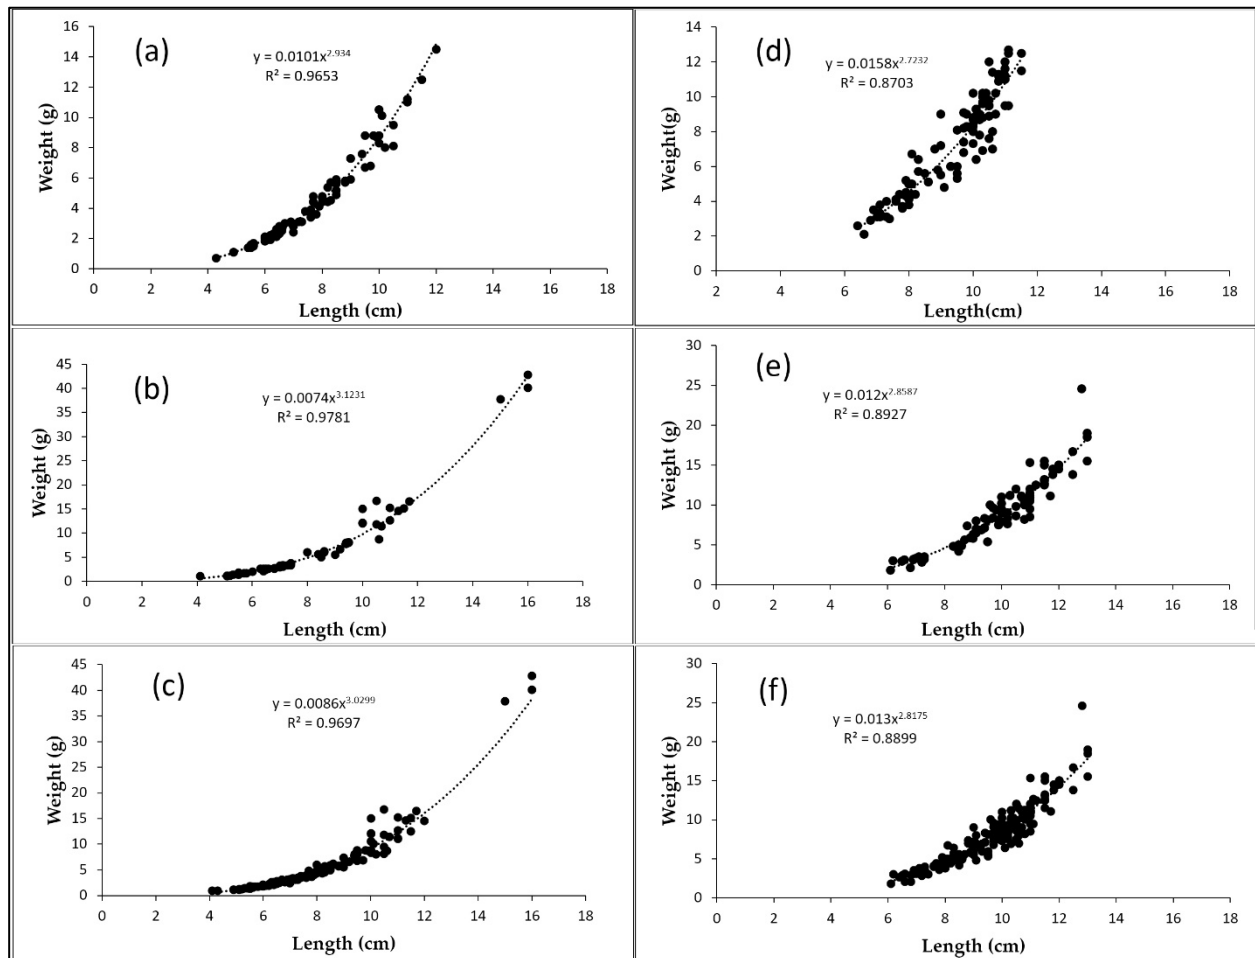 (a)
y = 0.0101x^2.934
R² = 0.9653
Weight (g)
16
14
12
10
8
6
4
2
0
0 2 4 6 8 10 12 14 16 18
Length (cm)
(d)
y = 0.0158x^2.7232
R² = 0.8703
Weight(g)
14
12
10
8
6
4
2
0
2 4 6 8 10 12 14 16 18
Length(cm)
(b)
y = 0.0074x^3.1231
R² = 0.9781
Weight (g)
45
40
35
30
25
20
15
10
5
0
0 2 4 6 8 10 12 14 16 18
Length (cm)
(e)
y = 0.012x^2.8587
R² = 0.8927
Weight (g)
30
25
20
15
10
5
0
0 2 4 6 8 10 12 14 16 18
Length (cm)
(c)
y = 0.0086x^3.0299
R² = 0.9697
Weight (g)
45
40
35
30
25
20
15
10
5
0
0 2 4 6 8 10 12 14 16 18
Length (cm)
(f)
y = 0.013x^2.8175
R² = 0.8899
Weight (g)
30
25
20
15
10
5
0
0 2 4 6 8 10 12 14 16 18
Length (cm)